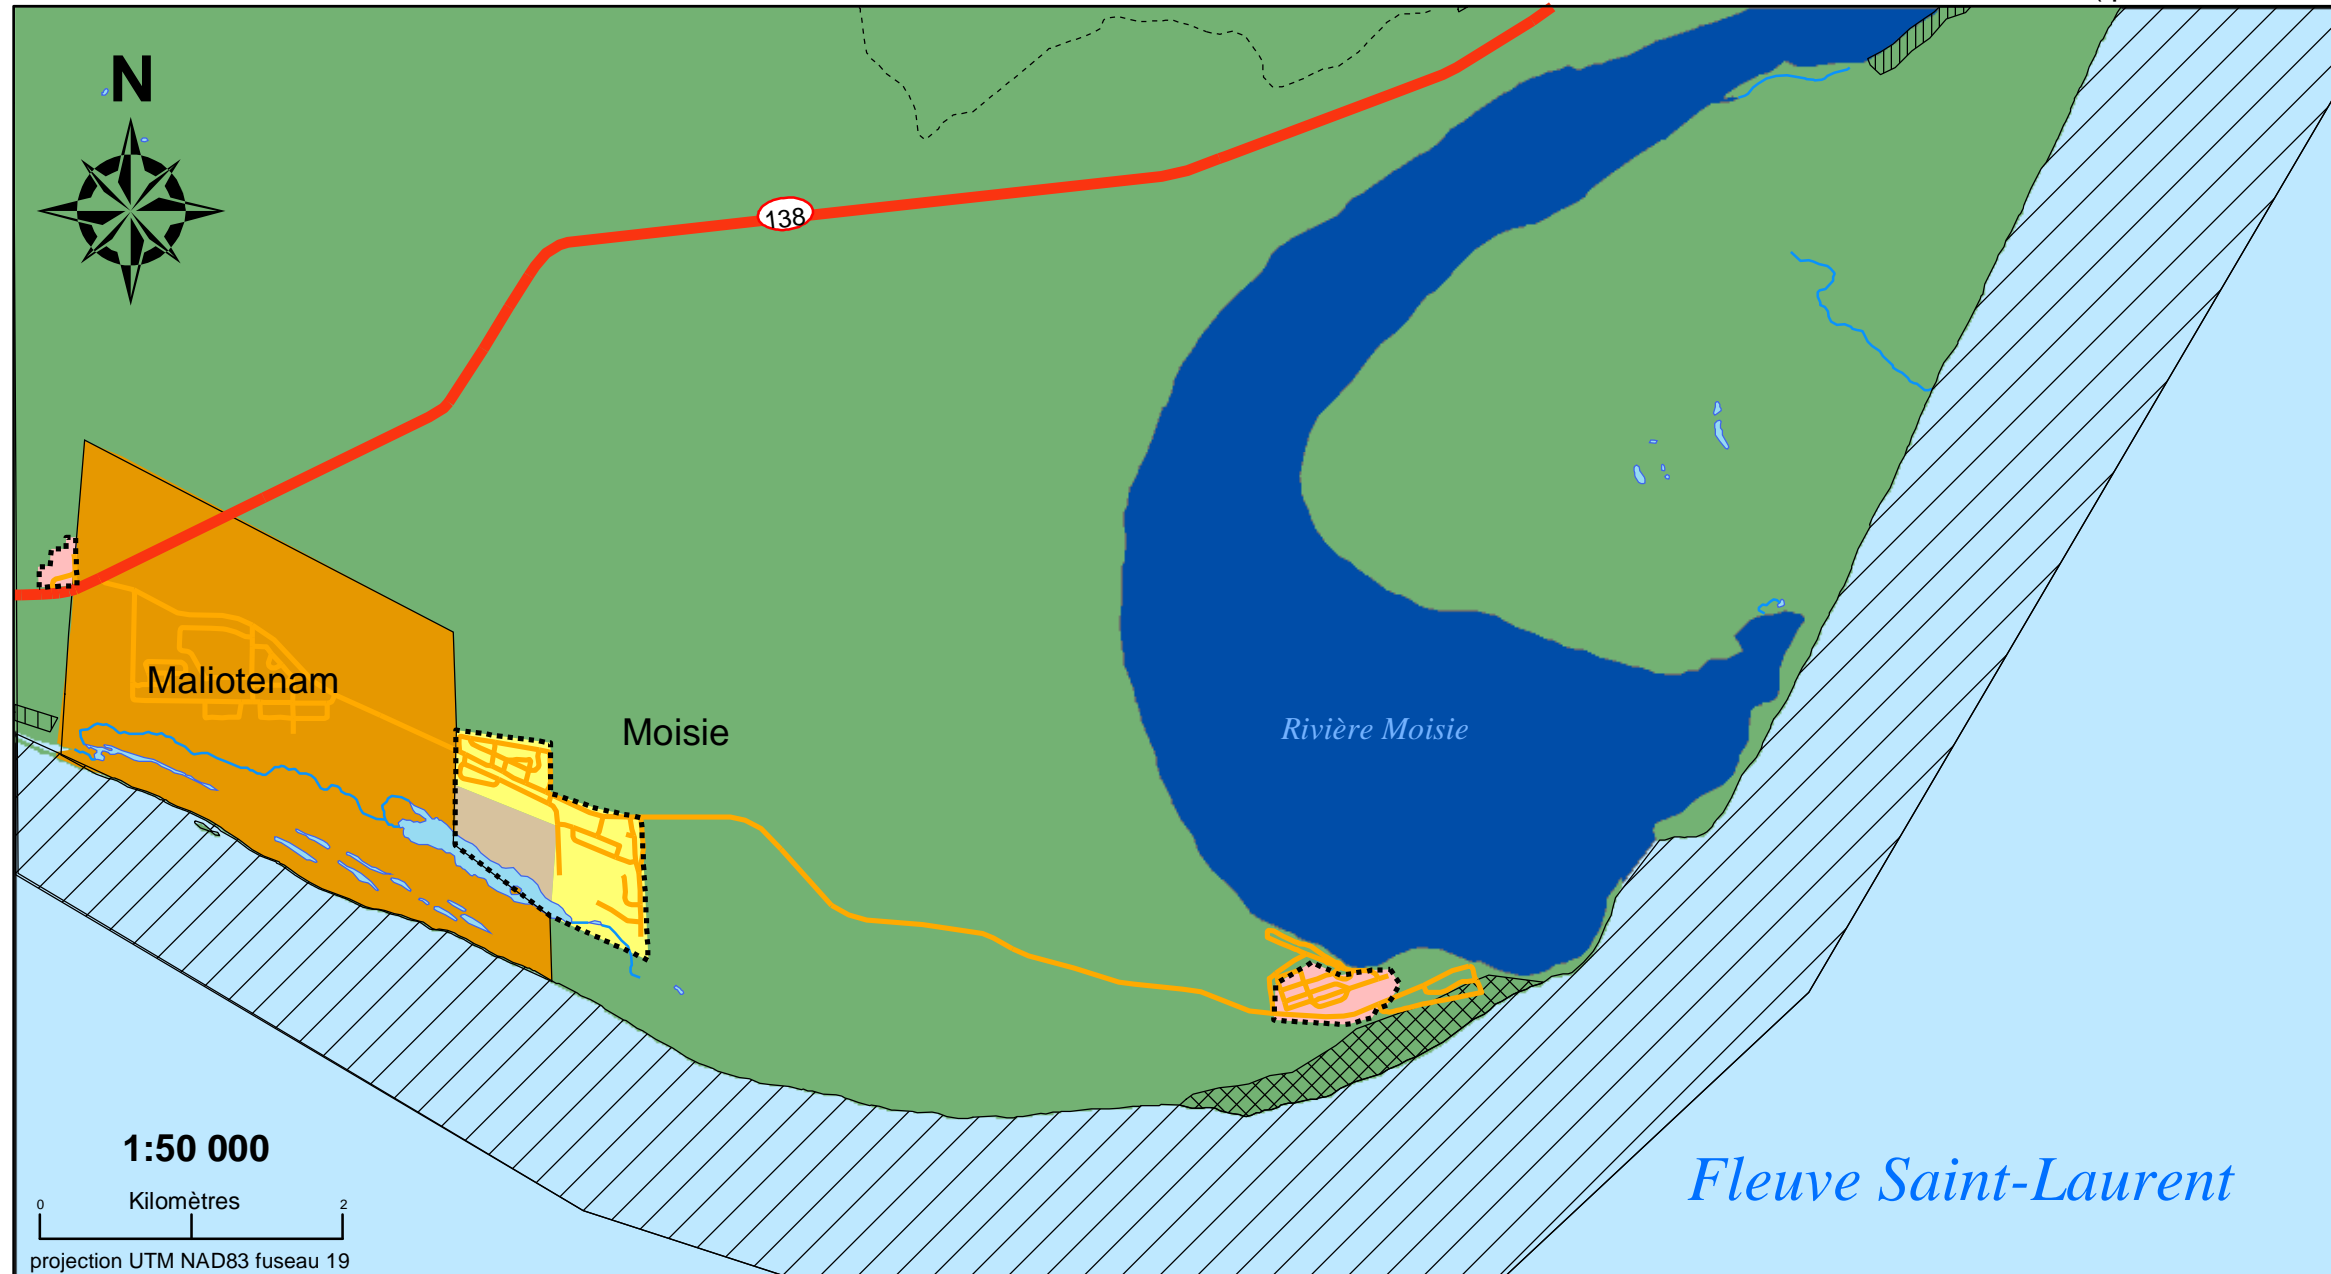 N
138
Maliotenam
Moisie
Rivière Moisie
1:50 000
Kilomètres
0 2
projection UTM NAD83 fuseau 19
Fleuve Saint-Laurent